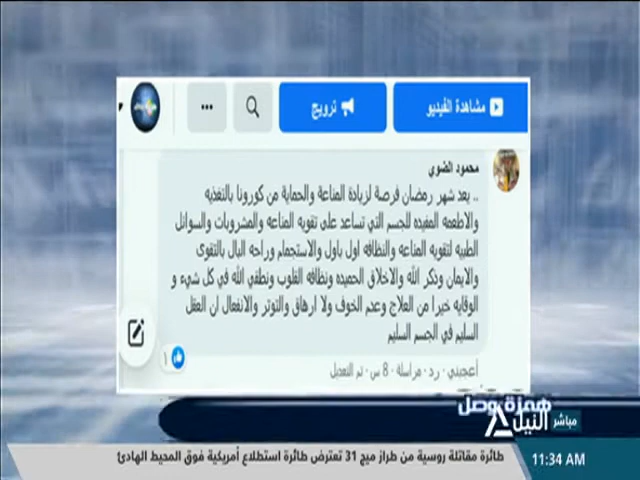 مشاهدة الفيديو
ترويج
محمود الضوي
.. يعد شهر رمضان فرصة لزيادة المناعة والحماية من كورونا بالتغذيه
والاطعمه المفيده للجسم التي تساعد على تقويه المناعه والمشروبات والسوائل
الطبيه لتقويه المناعه والنظافه اول باول والاستجمام وراحه البال بالتقوى
والايمان وذكر الله والاخلاق الحميده ونظافه القلوب ونطقي الله في كل شيء و
الوقايه خيرا من العلاج وعدم الخوف ولا ارهاق والتوتر والانفعال ان العقل
السليم في الجسم السليم
١
أعجبني · رد · مراسلة · 8 س · تم التعديل
همزة وصل
النيل مباشر
طائرة مقاتلة روسية من طراز ميج 31 تعترض طائرة استطلاع أمريكية فوق المحيط الهادئ
11:34 AM